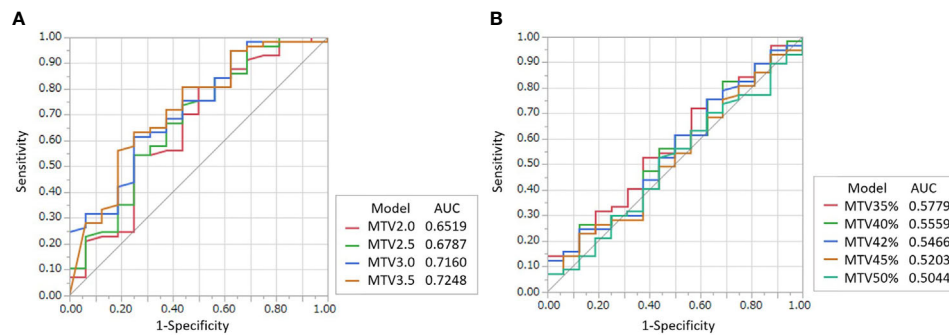 A
1.00
0.90
0.80
0.70
0.60
0.50
0.40
0.30
0.20
0.10
0.00
Sensitivity
0.00 0.20 0.40 0.60 0.80 1.00
1-Specificity
Model AUC
MTV2.0 0.6519
MTV2.5 0.6787
MTV3.0 0.7160
MTV3.5 0.7248
B
1.00
0.90
0.80
0.70
0.60
0.50
0.40
0.30
0.20
0.10
0.00
Sensitivity
0.00 0.20 0.40 0.60 0.80 1.00
1-Specificity
Model AUC
MTV35% 0.5779
MTV40% 0.5559
MTV42% 0.5466
MTV45% 0.5203
MTV50% 0.5044